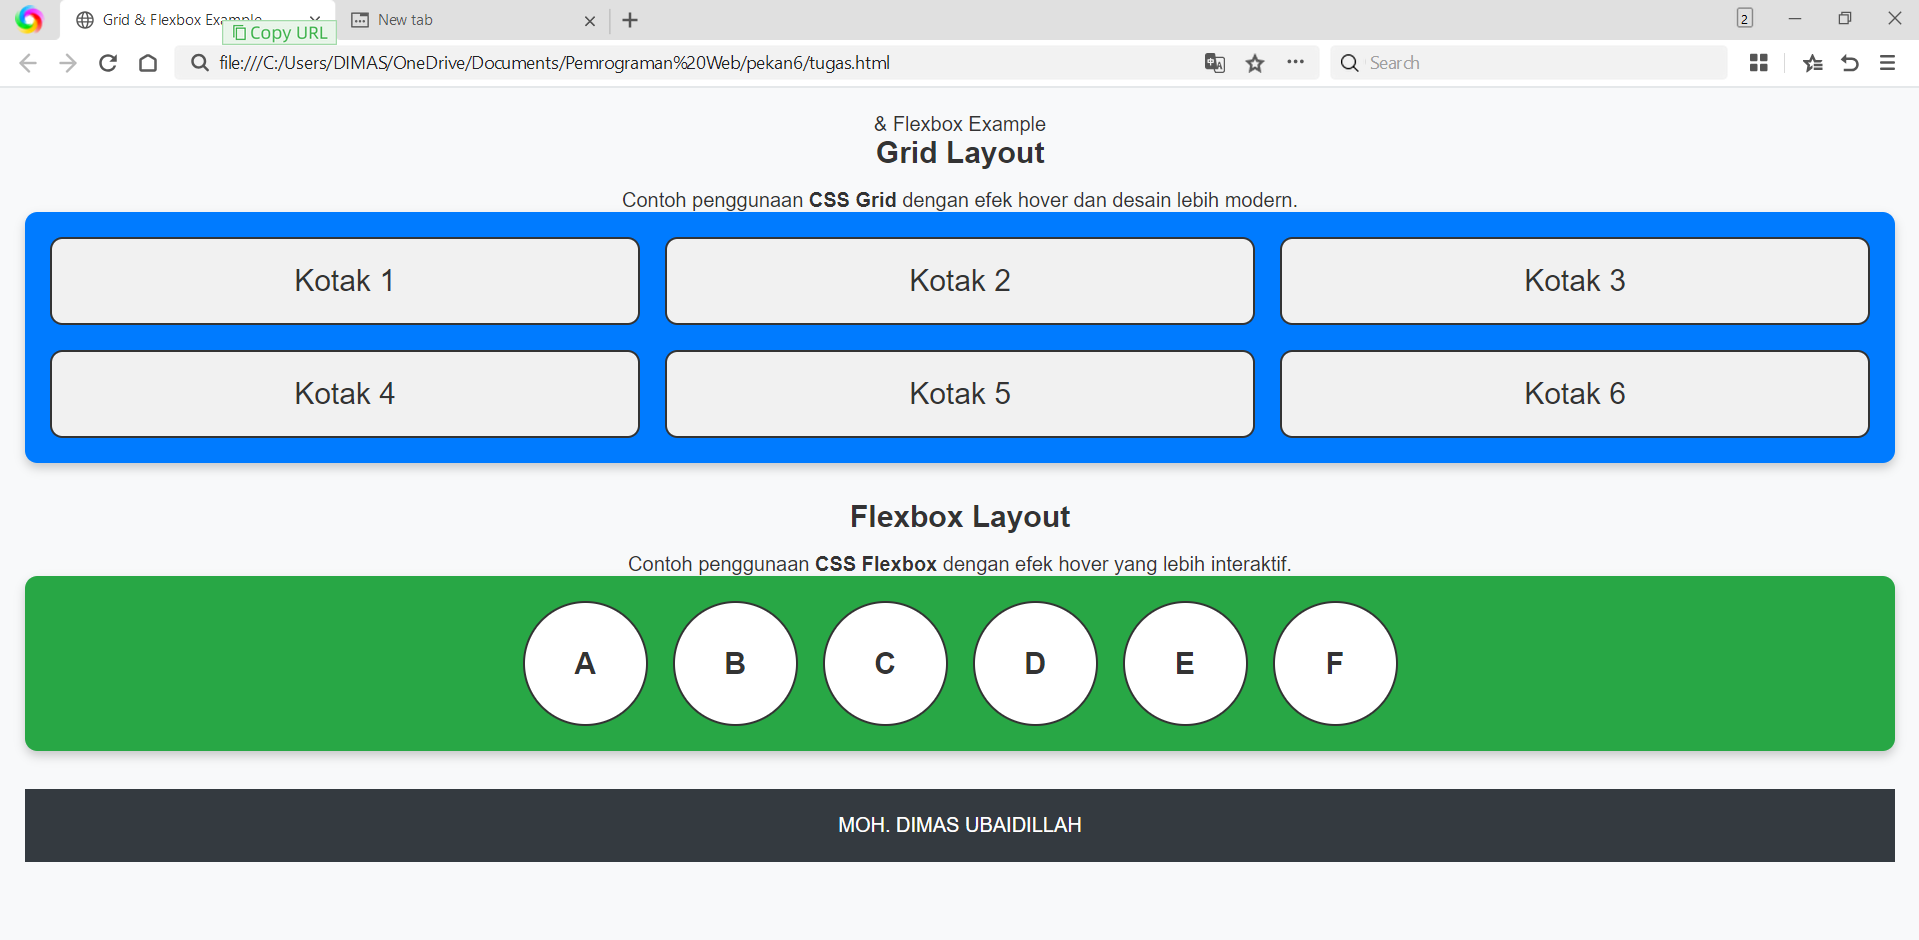 Grid & Flexbox Example
New tab
2
Copy URL
file:///C:/Users/DIMAS/OneDrive/Documents/Pemrograman%20Web/pekan6/tugas.html
Search
& Flexbox Example
Grid Layout
Contoh penggunaan CSS Grid dengan efek hover dan desain lebih modern.
Kotak 1
Kotak 2
Kotak 3
Kotak 4
Kotak 5
Kotak 6
Flexbox Layout
Contoh penggunaan CSS Flexbox dengan efek hover yang lebih interaktif.
A
B
C
D
E
F
MOH. DIMAS UBAIDILLAH